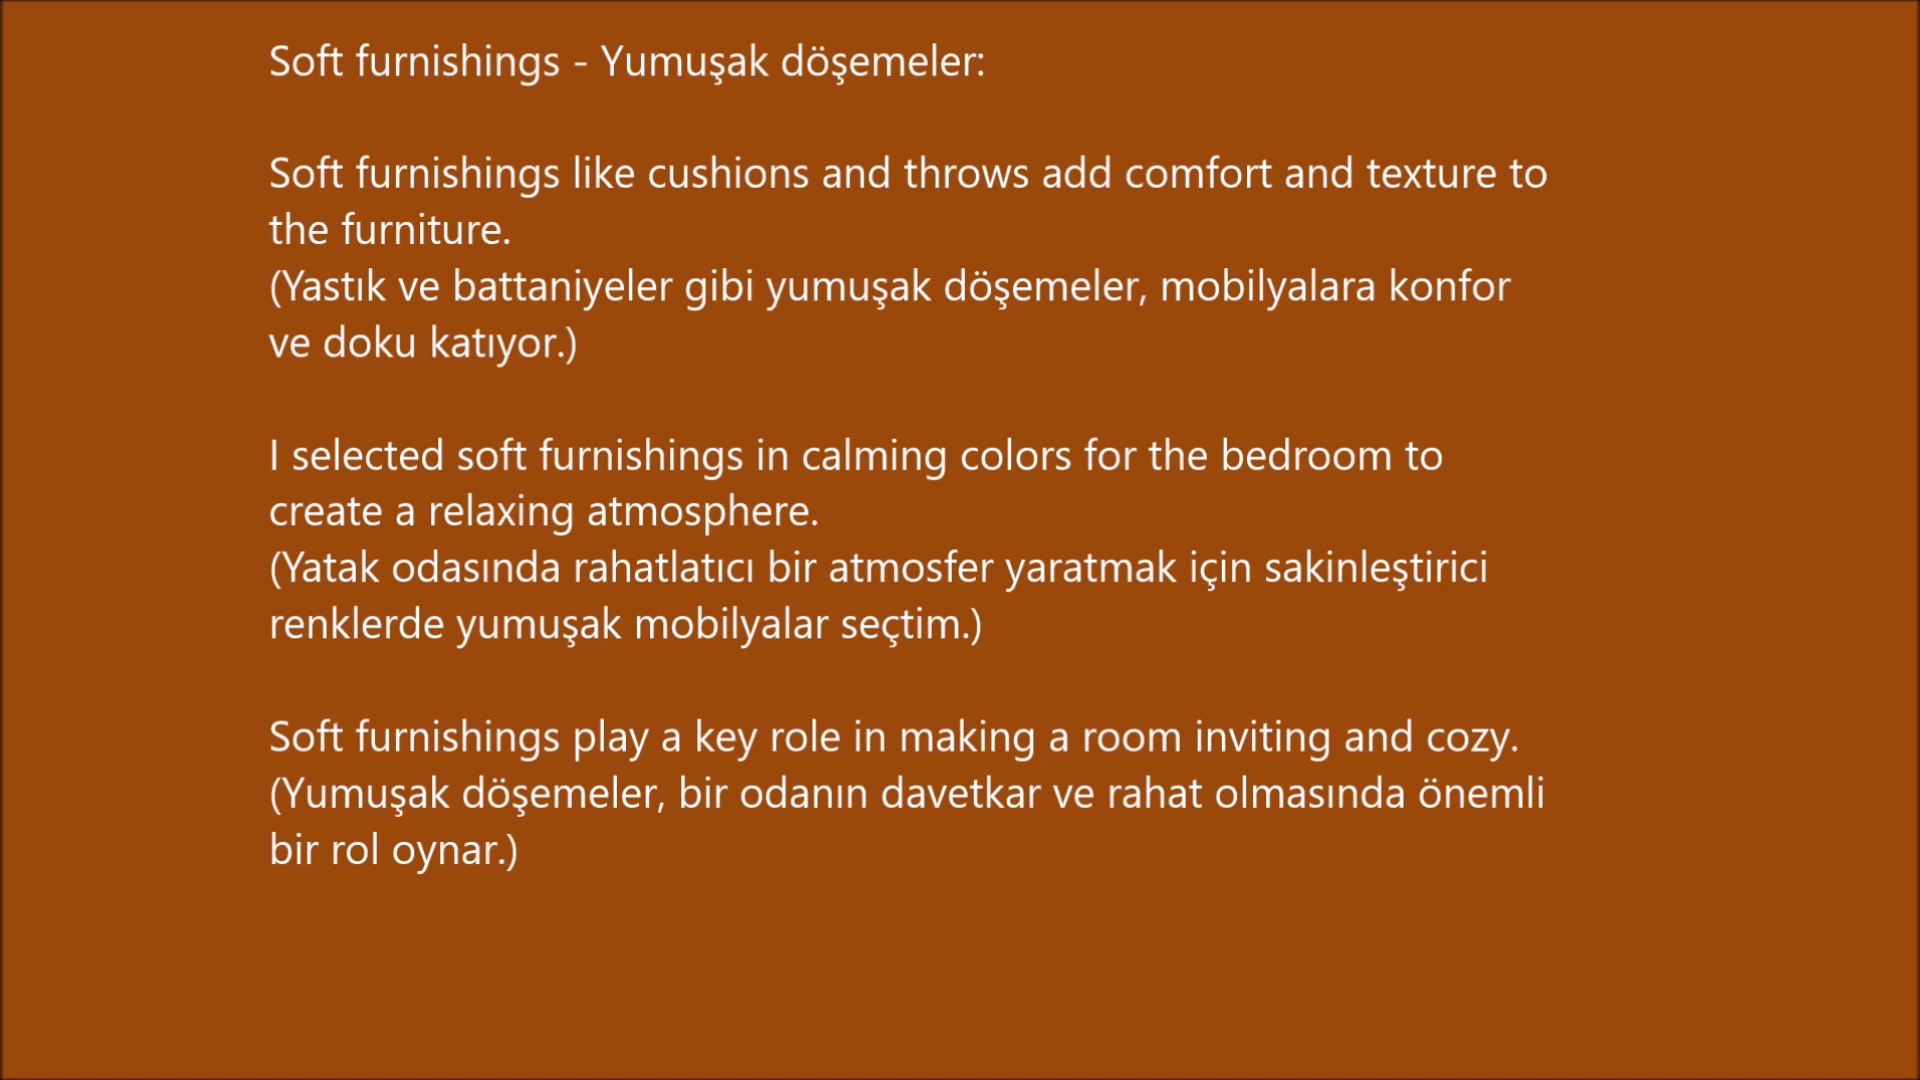 Soft furnishings - Yumuşak döşemeler:
Soft furnishings like cushions and throws add comfort and texture to
the furniture.
(Yastık ve battaniyeler gibi yumuşak döşemeler, mobilyalara konfor
ve doku katıyor.)
I selected soft furnishings in calming colors for the bedroom to
create a relaxing atmosphere.
(Yatak odasında rahatlatıcı bir atmosfer yaratmak için sakinleştirici
renklerde yumuşak mobilyalar seçtim.)
Soft furnishings play a key role in making a room inviting and cozy.
(Yumuşak döşemeler, bir odanın davetkar ve rahat olmasında önemli
bir rol oynar.)